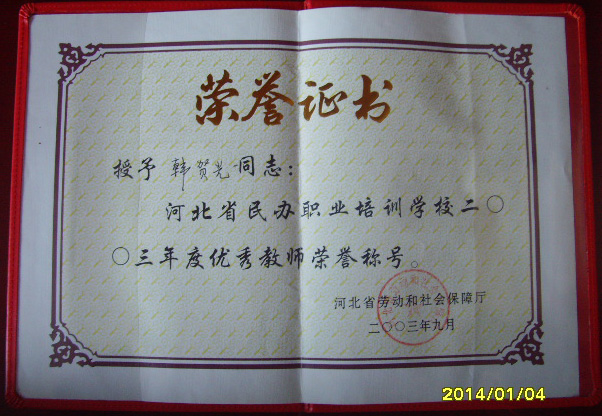 荣誉证书
授予 韩贺先同志：
河北省民办职业培训学校二〇
〇三年度优秀教师荣誉称号。
河北省劳动和社会保障厅
二〇〇三年九月
2014/01/04